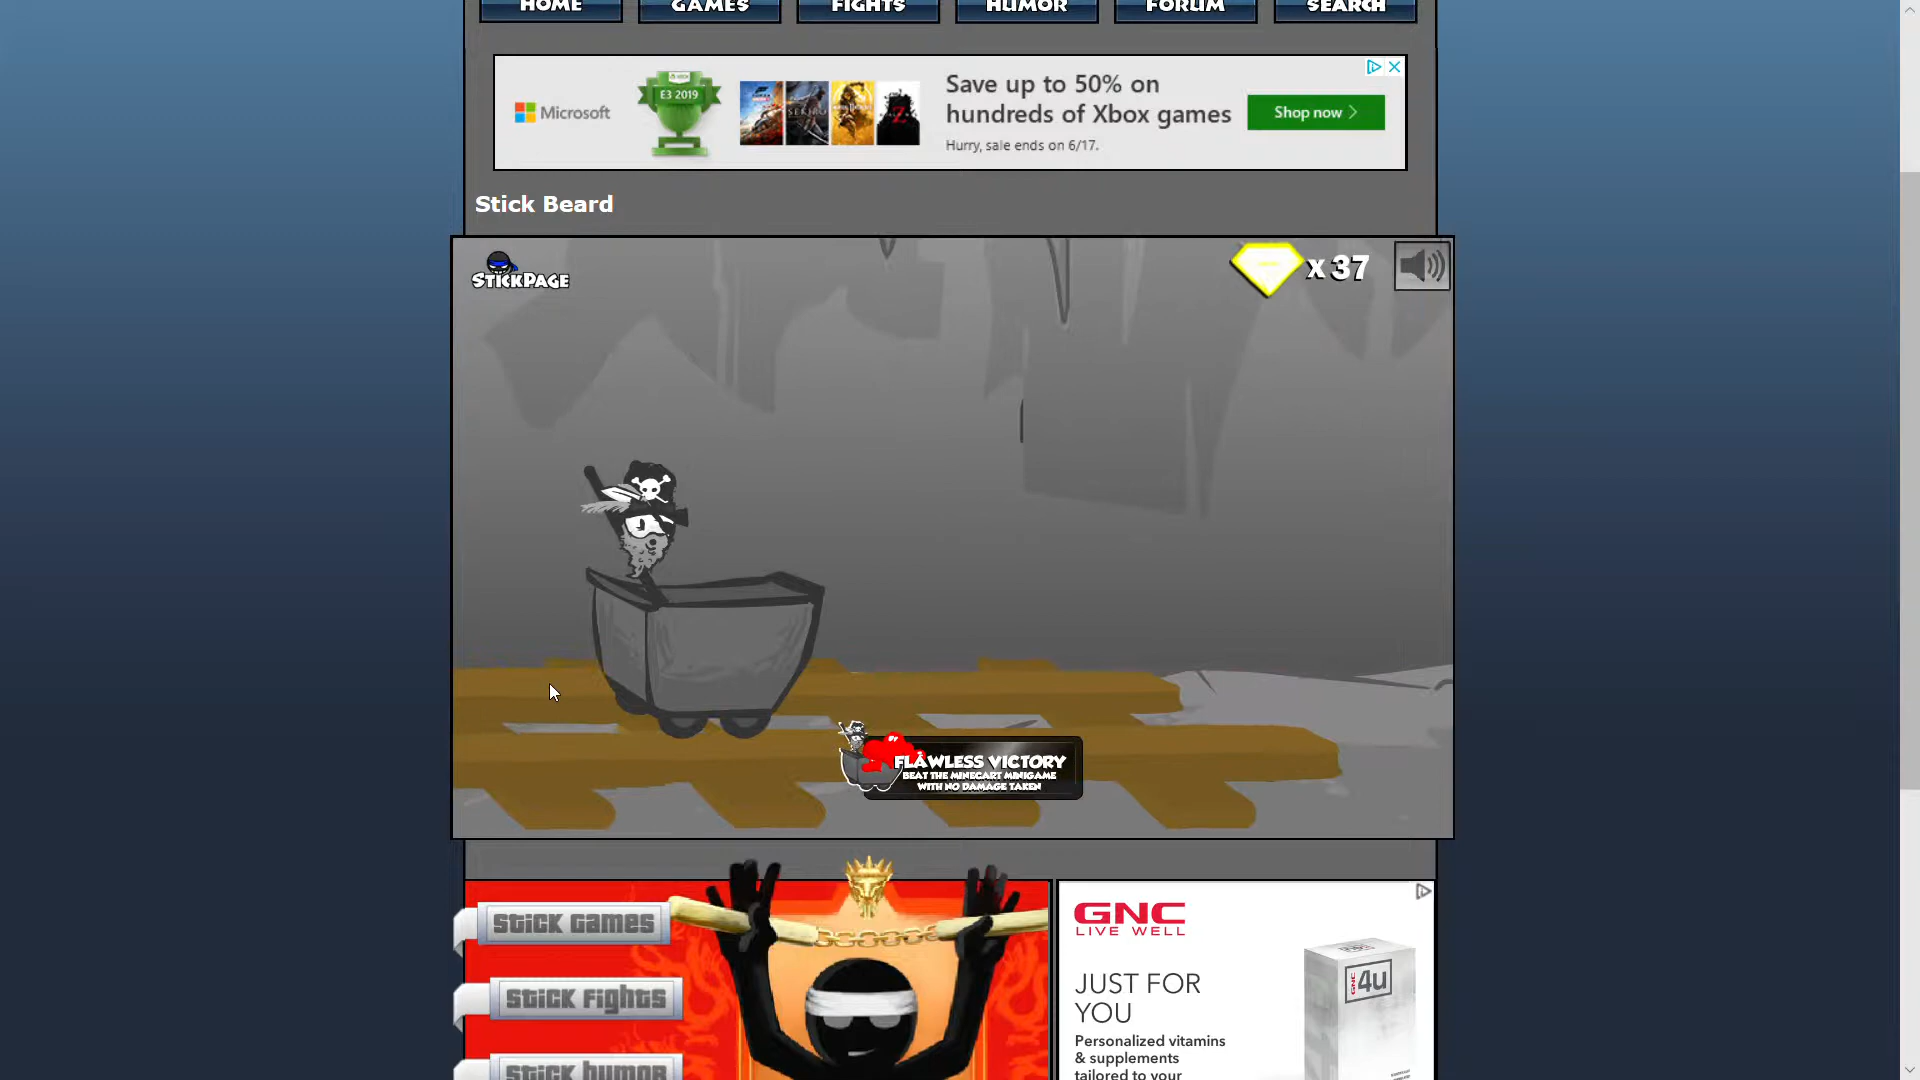 HOME
GAMES
FIGHTS
HUMOR
FORUM
SEARCH
Microsoft
XBOX
E3 2019
SEKIRO
Save up to 50% on
hundreds of Xbox games
Hurry, sale ends on 6/17.
Shop now
Stick Beard
STICKPAGE
x 37
FLAWLESS VICTORY
BEAT THE MINECART MINIGAME
WITH NO DAMAGE TAKEN
Stick Games
Stick Fights
Stick Humor
GNC
LIVE WELL
JUST FOR
YOU
Personalized vitamins
& supplements
tailored to your
GNC
4u